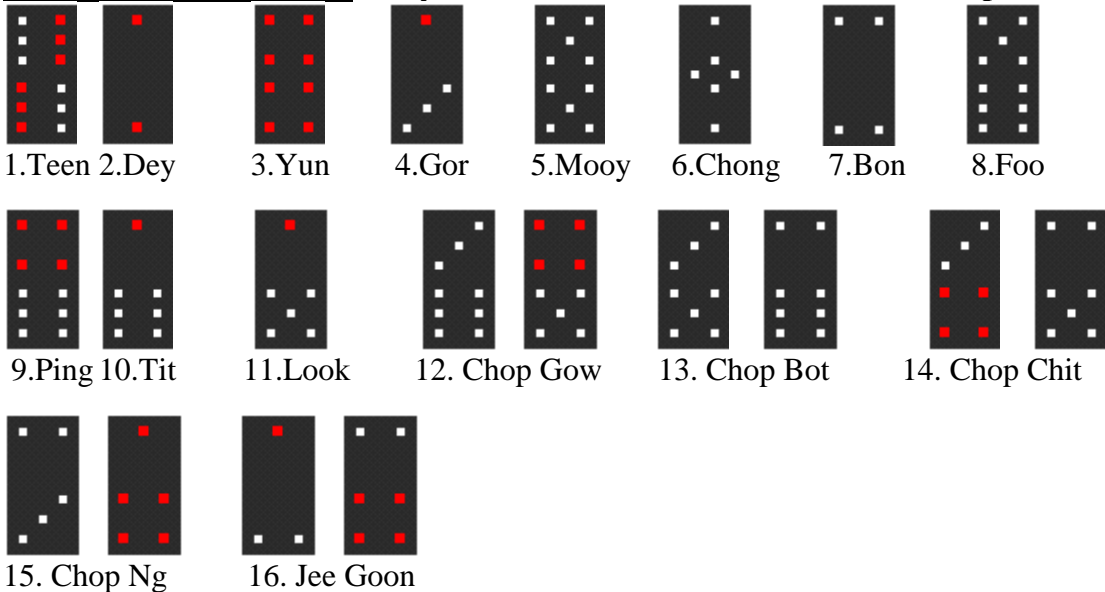 1.Teen 2.Dey 3.Yun 4.Gor 5.Mooy 6.Chong 7.Bon 8.Foo
9.Ping 10.Tit 11.Look 12. Chop Gow 13. Chop Bot 14. Chop Chit
15. Chop Ng 16. Jee Goon